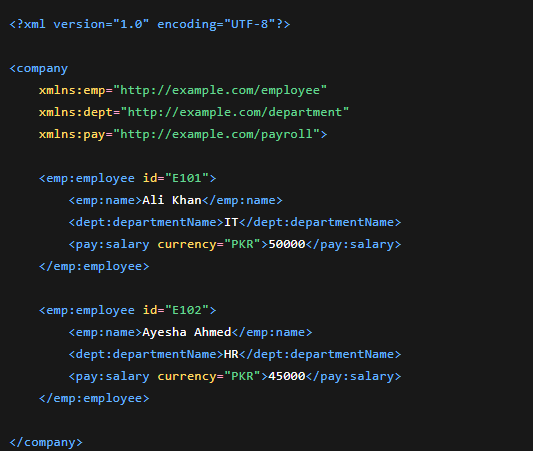 <?xml version="1.0" encoding="UTF-8"?>
<company
xmlns:emp="http://example.com/employee"
xmlns:dept="http://example.com/department"
xmlns:pay="http://example.com/payroll">
<emp:employee id="E101">
<emp:name>Ali Khan</emp:name>
<dept:departmentName>IT</dept:departmentName>
<pay:salary currency="PKR">50000</pay:salary>
</emp:employee>
<emp:employee id="E102">
<emp:name>Ayesha Ahmed</emp:name>
<dept:departmentName>HR</dept:departmentName>
<pay:salary currency="PKR">45000</pay:salary>
</emp:employee>
</company>